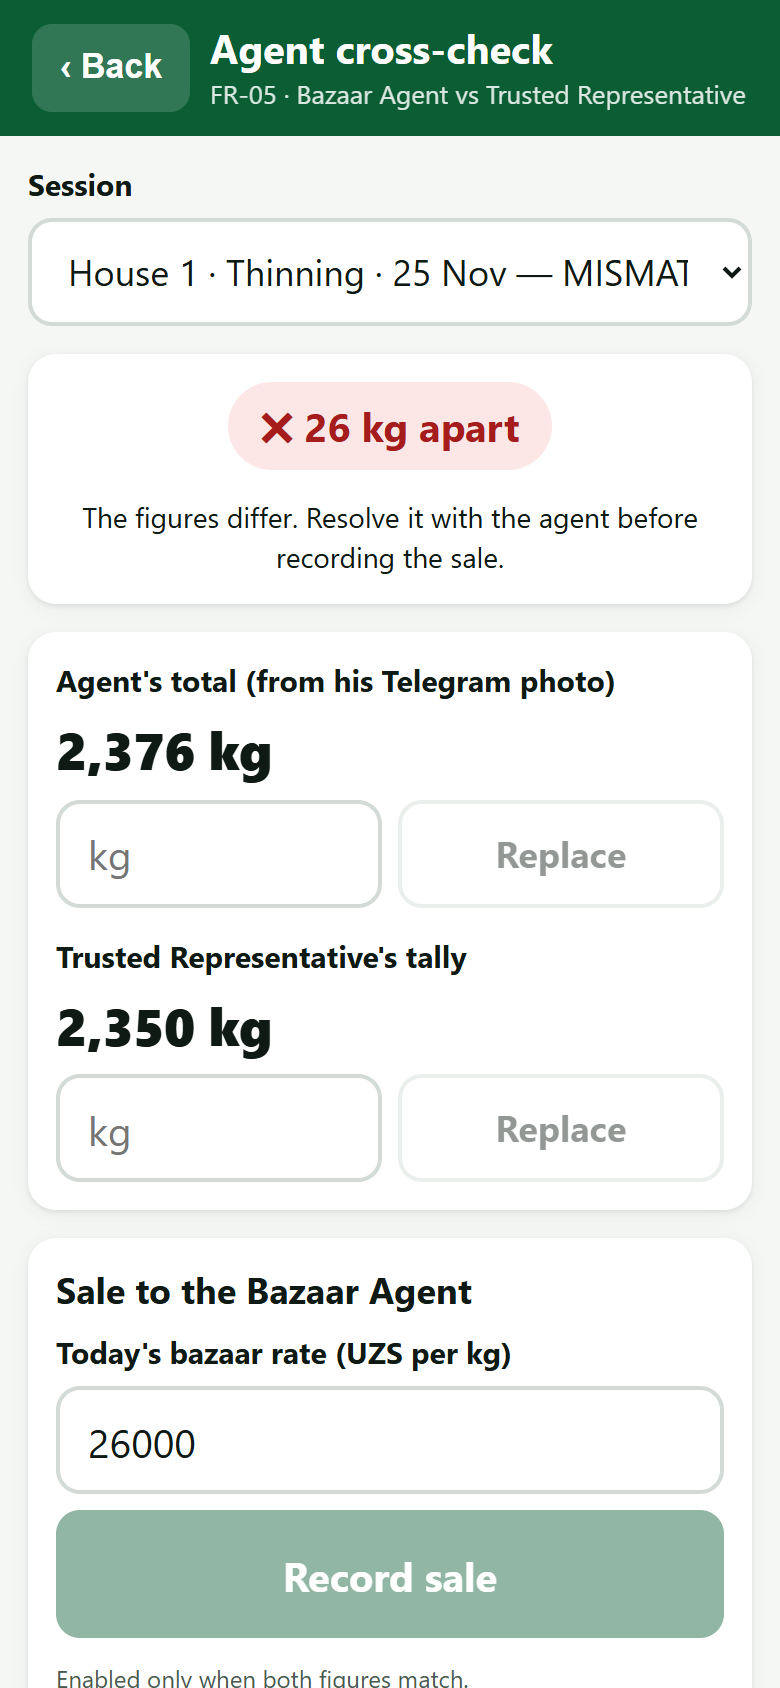 ‹ Back
Agent cross-check
FR-05 · Bazaar Agent vs Trusted Representative
Session
House 1 · Thinning · 25 Nov — MISMAT
❌ 26 kg apart
The figures differ. Resolve it with the agent before
recording the sale.
Agent's total (from his Telegram photo)
2,376 kg
kg
Replace
Trusted Representative's tally
2,350 kg
kg
Replace
Sale to the Bazaar Agent
Today's bazaar rate (UZS per kg)
26000
Record sale
Enabled only when both figures match.